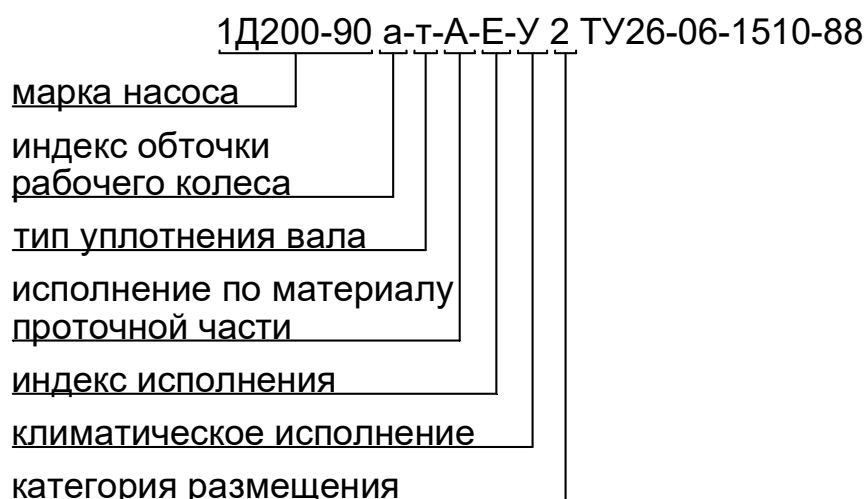 1Д200-90 а-т-А-Е-У 2 ТУ26-06-1510-88
марка насоса
индекс обточки
рабочего колеса
тип уплотнения вала
исполнение по материалу
проточной части
индекс исполнения
климатическое исполнение
категория размещения